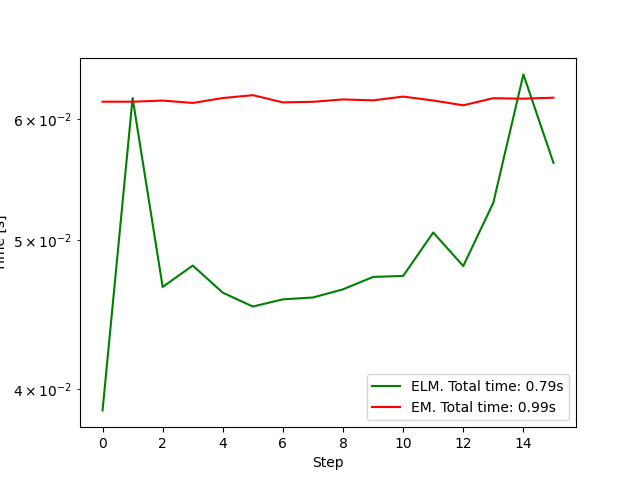 6 × 10⁻²
5 × 10⁻²
4 × 10⁻²
Time [s]
0 2 4 6 8 10 12 14
Step
ELM. Total time: 0.79s
EM. Total time: 0.99s